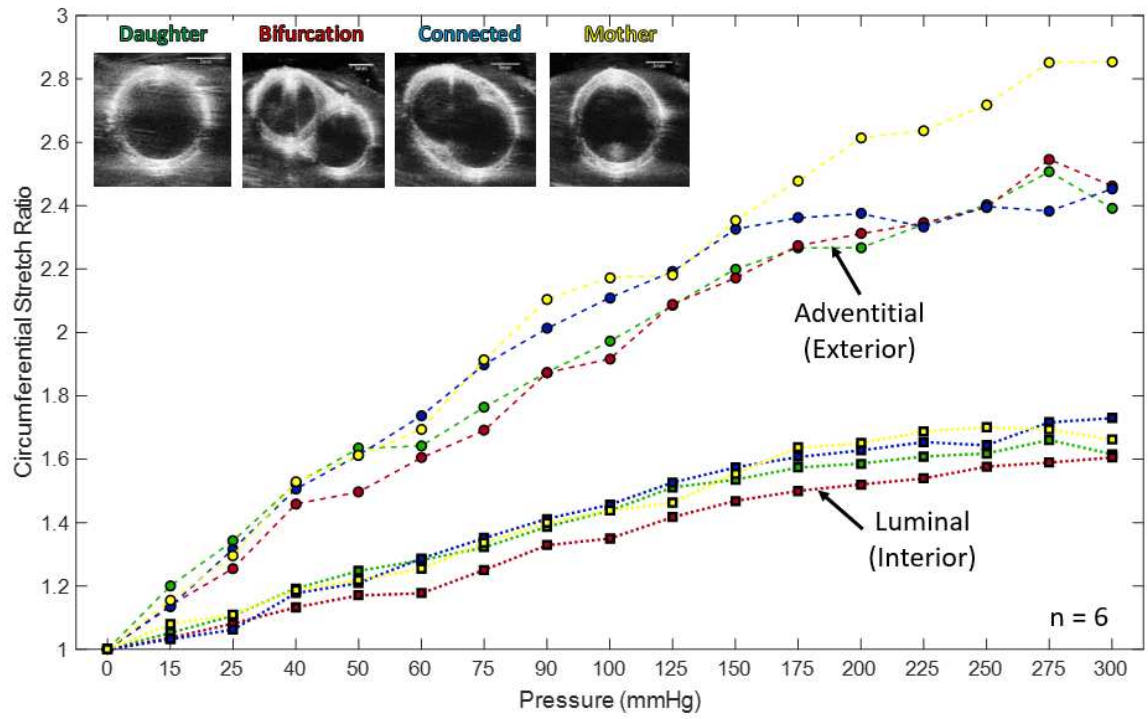 3
2.8
2.6
2.4
2.2
2
1.8
1.6
1.4
1.2
1
Circumferential Stretch Ratio
Daughter Bifurcation Connected Mother
Adventitial
(Exterior)
Luminal
(Interior)
n = 6
0 15 25 40 50 60 75 90 100 125 150 175 200 225 250 275 300
Pressure (mmHg)